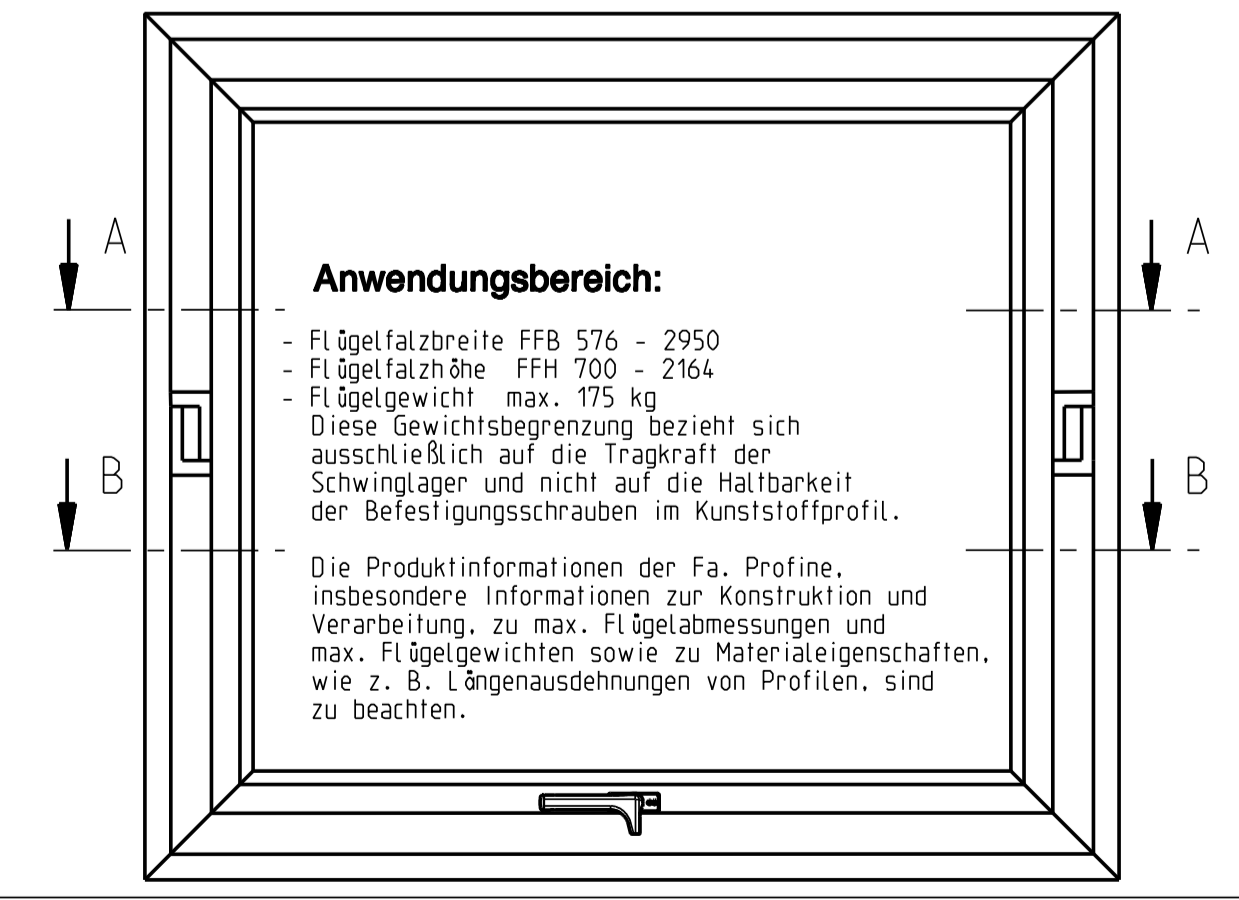 A A
Anwendungsbereich:
- Flügelfalzbreite FFB 576 - 2950
- Flügelfalzhöhe FFH 700 - 2164
- Flügelgewicht max. 175 kg
Diese Gewichtsbegrenzung bezieht sich
ausschließlich auf die Tragkraft der
B B
Schwinglager und nicht auf die Haltbarkeit
der Befestigungsschrauben im Kunststoffprofil.
Die Produktinformationen der Fa. Profine,
insbesondere Informationen zur Konstruktion und
Verarbeitung, zu max. Flügelabmessungen und
max. Flügelgewichten sowie zu Materialeigenschaften,
wie z. B. Längenausdehnungen von Profilen, sind
zu beachten.